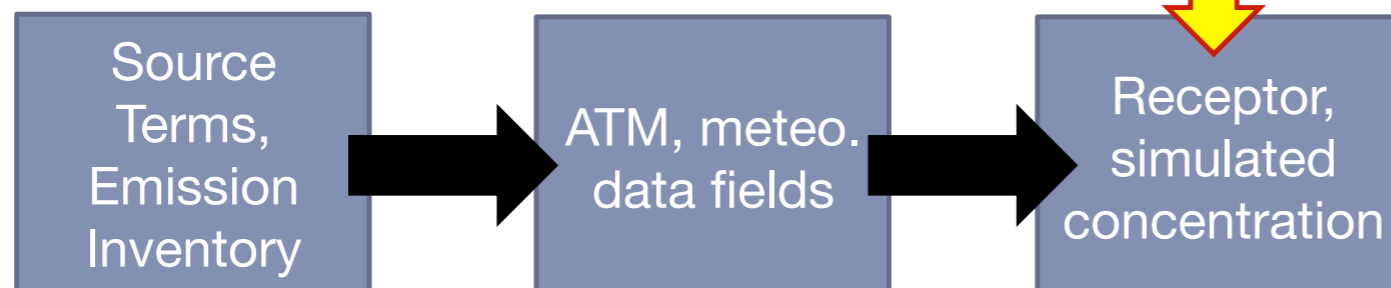 Source
Terms,
Emission
Inventory
ATM, meteo.
data fields
Receptor,
simulated
concentration